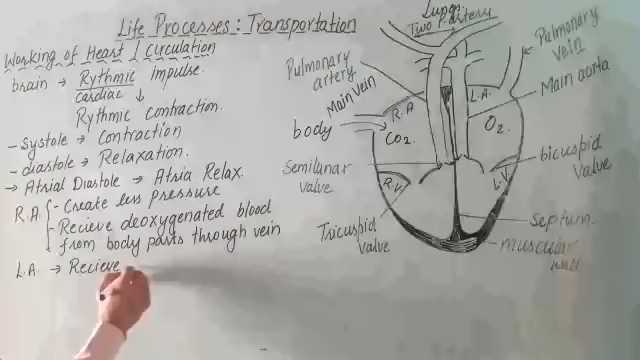 Life Processes : Transportation
Working of Heart / Circulation
brain → Rythmic impulse.
cardiac ↓
Rythmic Contraction.
- Systole → Contraction
- diastole → Relaxation.
→ Atrial Diastole → Atria Relax.
R.A. - Create less pressure
- Recieve deoxygenated blood
from body parts through vein
L.A. → Recieve
Lungs
Two P. artery
Pulmonary
vein
Pulmonary
artery
Main vein
Main aorta
R.A
L.A.
body
CO2
O2.
Semilanar
valve
bicuspid
Valve
R.V.
L.V
Tricuspid
valve
Septum.
muscular
wall